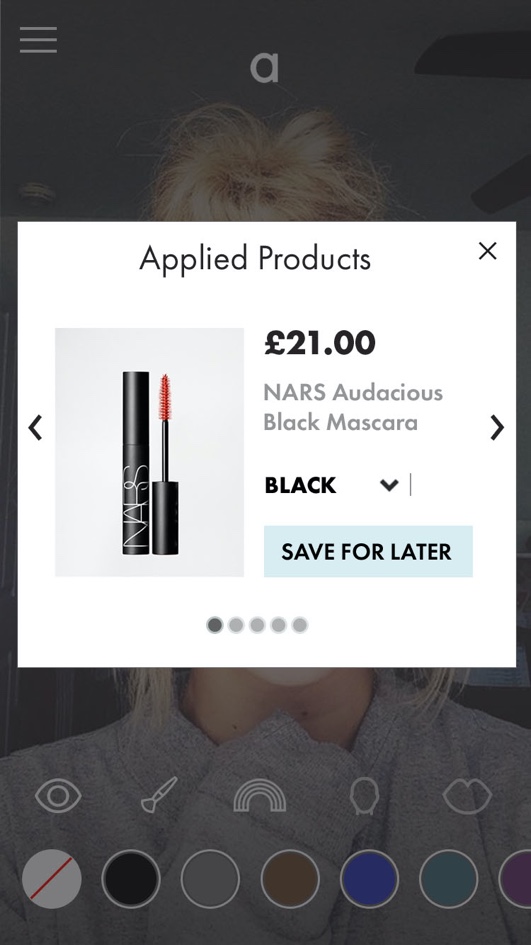 a
Applied Products
£21.00
NARS Audacious
Black Mascara
BLACK
SAVE FOR LATER
NARS